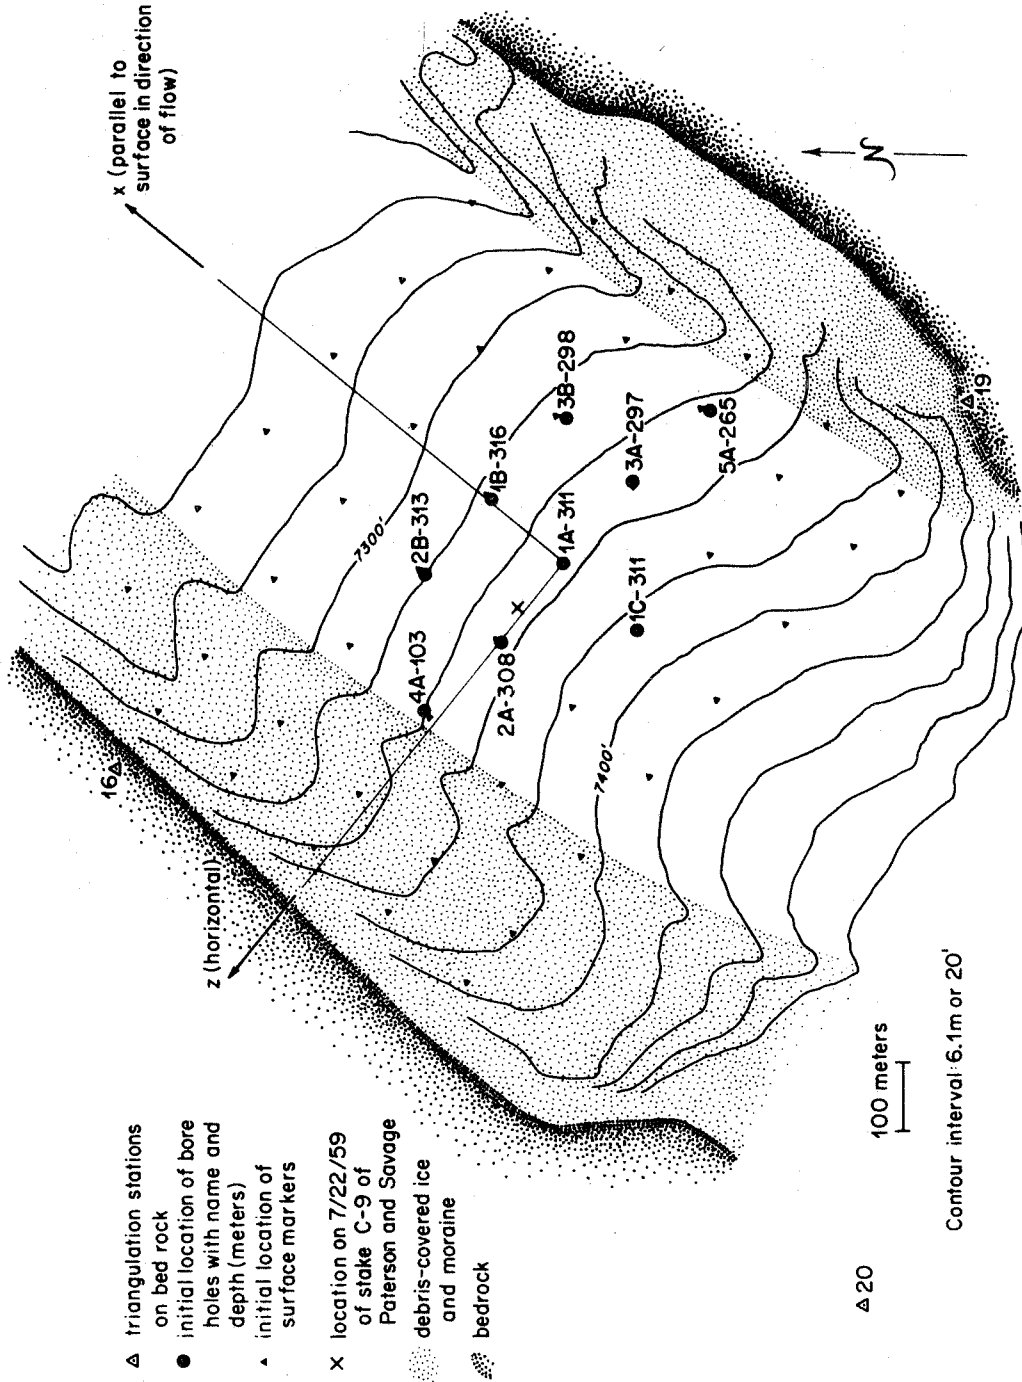 x (parallel to
surface in direction
of flow)
N
z (horizontal)
16
19
20
7300'
7400'
1A-311
1B-316
1C-311
2A-308
2B-313
3A-297
3B-298
4A-103
5A-265
triangulation stations
on bed rock
initial location of bore
holes with name and
depth (meters)
initial location of
surface markers
x location on 7/22/59
of stake C-9 of
Paterson and Savage
debris-covered ice
and moraine
bedrock
100 meters
Contour interval: 6.1m or 20'